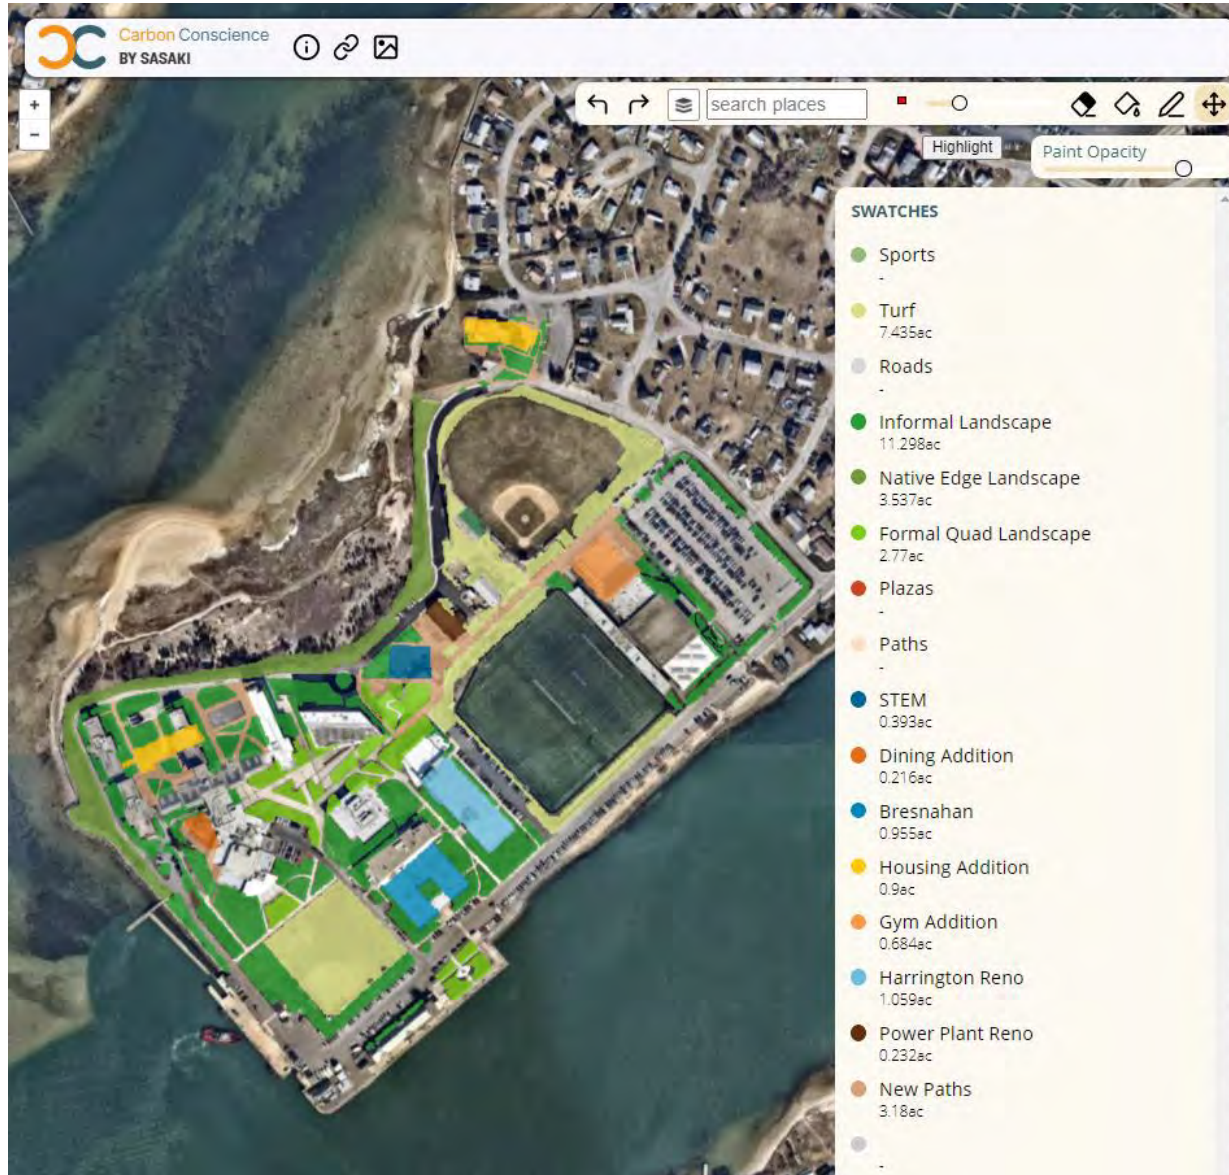 Carbon Conscience
BY SASAKI
+
search places
-
Highlight
Paint Opacity
SWATCHES
Sports
-
Turf
7.435ac
Roads
-
Informal Landscape
11.298ac
Native Edge Landscape
3.537ac
Formal Quad Landscape
2.77ac
Plazas
-
Paths
-
STEM
0.393ac
Dining Addition
0.216ac
Bresnahan
0.955ac
Housing Addition
0.9ac
Gym Addition
0.684ac
Harrington Reno
1.059ac
Power Plant Reno
0.232ac
New Paths
3.18ac
-